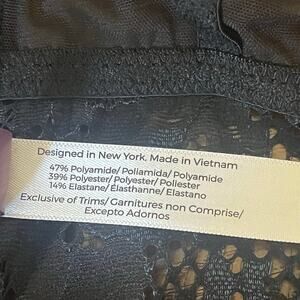 Designed in New York. Made in Vietnam
47% Polyamide/ Poliamida/ Polyamide
39% Polyester/ Polyester/ Poliester
14% Elastane/ Élasthanne/ Elastano
Exclusive of Trims/ Garnitures non Comprise/
Excepto Adornos